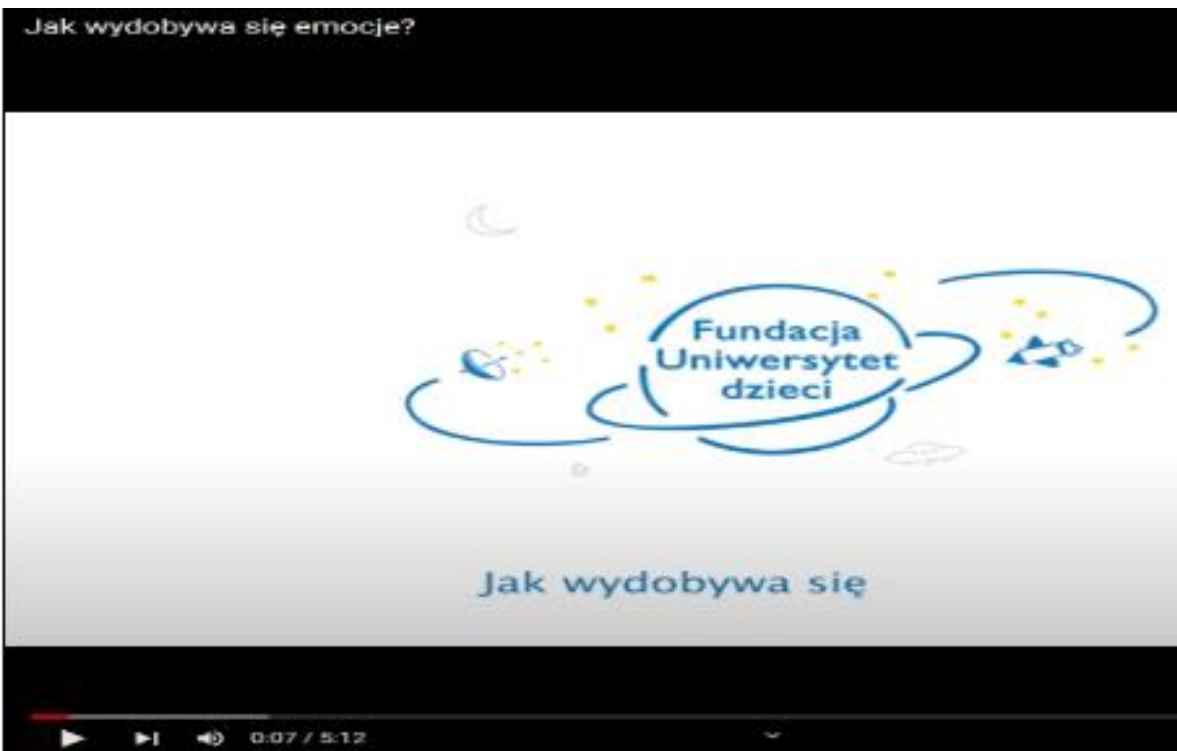 Jak wydobywa się emocje?
Fundacja
Uniwersytet
dzieci
Jak wydobywa się
0:07 / 5:12